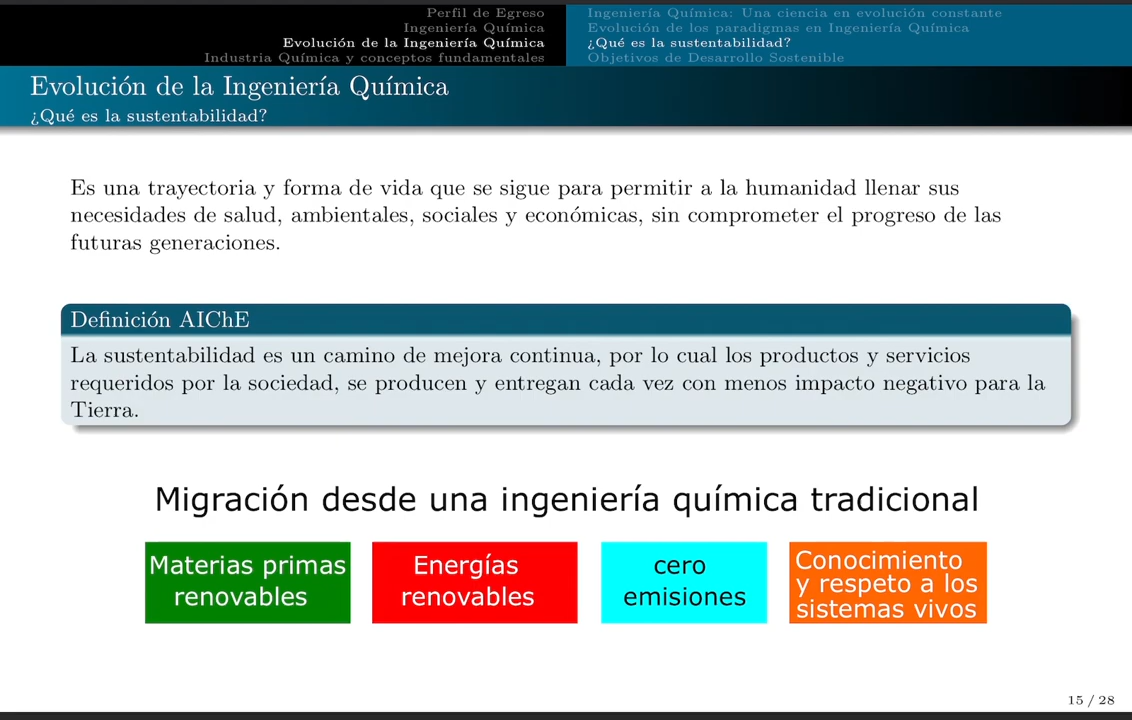 Perfil de Egreso
Ingeniería Química
Evolución de la Ingeniería Química
Industria Química y conceptos fundamentales
Ingeniería Química: Una ciencia en evolución constante
Evolución de los paradigmas en Ingeniería Química
¿Qué es la sustentabilidad?
Objetivos de Desarrollo Sostenible
Evolución de la Ingeniería Química
¿Qué es la sustentabilidad?
Es una trayectoria y forma de vida que se sigue para permitir a la humanidad llenar sus
necesidades de salud, ambientales, sociales y económicas, sin comprometer el progreso de las
futuras generaciones.
Definición AIChE
La sustentabilidad es un camino de mejora continua, por lo cual los productos y servicios
requeridos por la sociedad, se producen y entregan cada vez con menos impacto negativo para la
Tierra.
Migración desde una ingeniería química tradicional
Materias primas
renovables
Energías
renovables
cero
emisiones
Conocimiento
y respeto a los
sistemas vivos
15 / 28